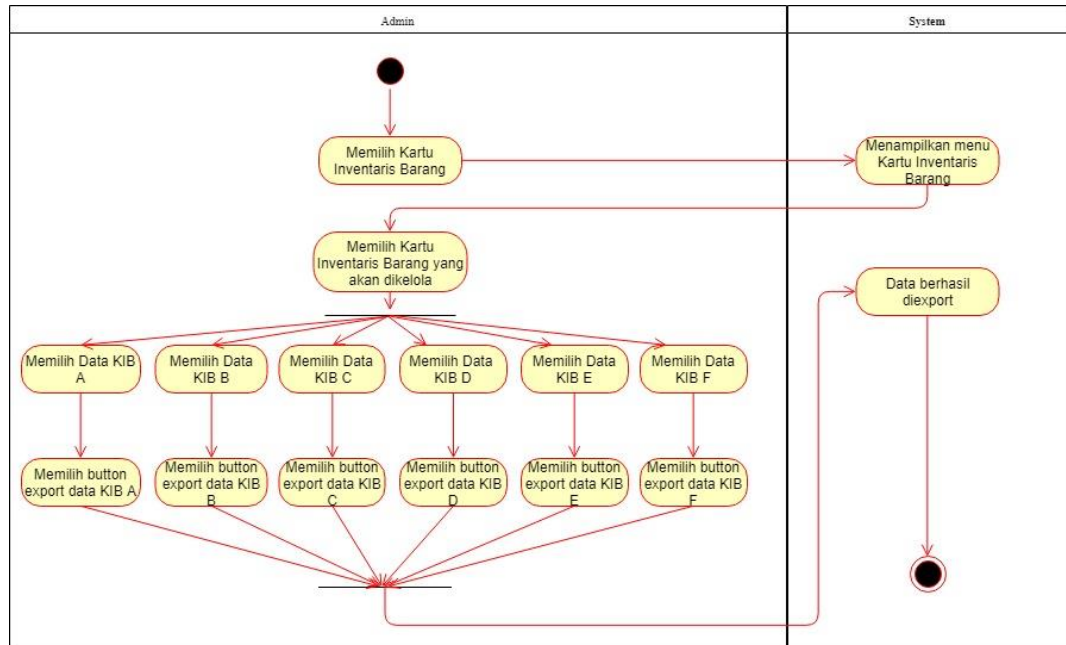 Admin
System
Memilih Kartu
Inventaris Barang
Menampilkan menu
Kartu Inventaris
Barang
Memilih Kartu
Inventaris Barang yang
akan dikelola
Data berhasil
diexport
Memilih Data KIB
A
Memilih Data
KIB B
Memilih Data
KIB C
Memilih Data
KIB D
Memilih Data
KIB E
Memilih Data
KIB F
Memilih button
export data KIB A
Memilih button
export data KIB
B
Memilih button
export data KIB
C
Memilih button
export data KIB
D
Memilih button
export data KIB
E
Memilih button
export data KIB
F